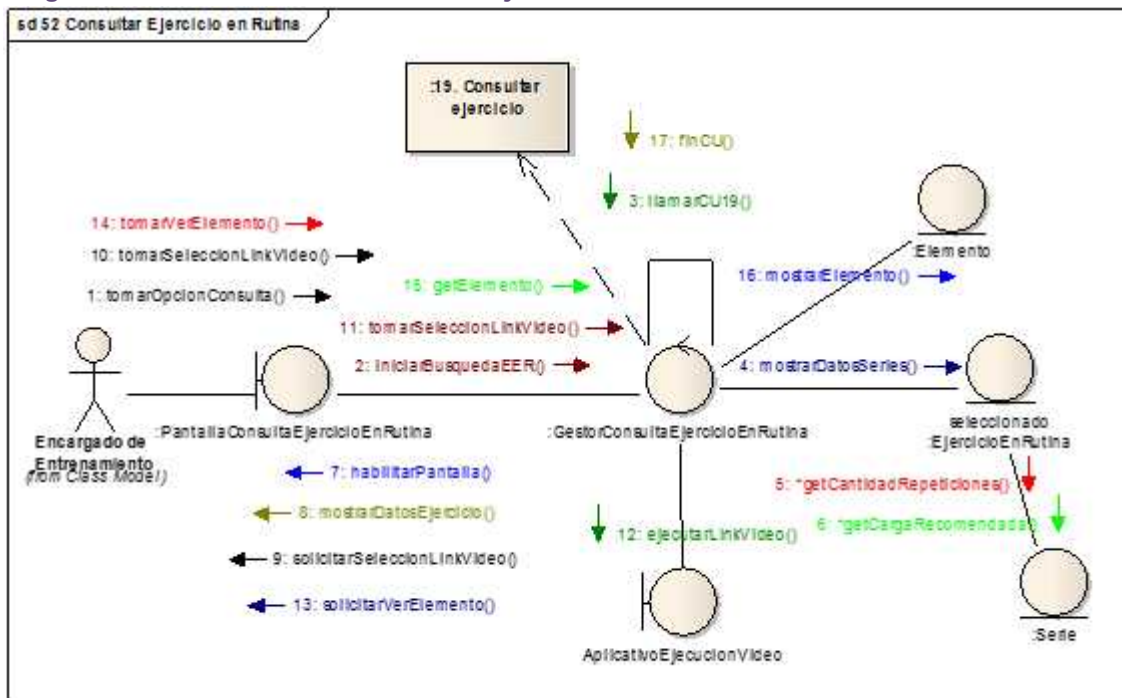 sd 52 Consultar Ejercicio en Rutina
:19. Consultar
ejercicio
17: finCU()
3: llamarCU19()
14: tomarVerElemento()
10: tomarSeleccionLinkVideo()
1: tomarOpcionConsulta()
15: getElemento()
11: tomarSeleccionLinkVideo()
2: iniciarBusquedaEER()
:Elemento
16: mostrarElemento()
4: mostrarDatosSeries()
Encargado de
Entrenamiento
(from Class Model)
:PantallaConsultaEjercicioEnRutina
:GestorConsultaEjercicioEnRutina
seleccionado
:EjercicioEnRutina
7: habilitarPantalla()
8: mostrarDatosEjercicio()
9: solicitarSeleccionLinkVideo()
13: solicitarVerElemento()
5: *getCantidadRepeticiones()
6: *getCargaRecomendada()
12: ejecutarLinkVideo()
AplicativoEjecucionVideo
:Serie